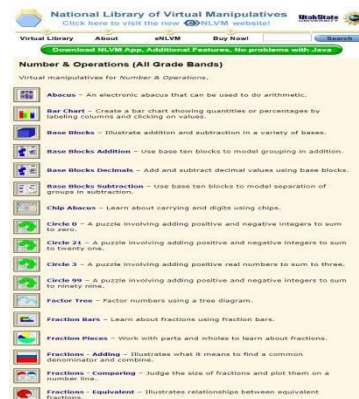 National Library of Virtual Manipulatives
Click here to visit the new eNLVM website!
UtahState
Virtual Library About eNLVM Buy Now! Search
Download NLVM App, Additional Features, No problems with Java
Number & Operations (All Grade Bands)
Virtual manipulatives for Number & Operations.
Abacus – An electronic abacus that can be used to do arithmetic.
Bar Chart – Create a bar chart showing quantities or percentages by
labeling columns and clicking on values.
Base Blocks – Illustrate addition and subtraction in a variety of bases.
Base Blocks Addition – Use base ten blocks to model grouping in addition.
Base Blocks Decimals – Add and subtract decimal values using base blocks.
Base Blocks Subtraction – Use base ten blocks to model separation of
groups in subtraction.
Chip Abacus – Learn about carrying and digits using chips.
Circle 0 – A puzzle involving adding positive and negative integers to sum
to zero.
Circle 21 – A puzzle involving adding positive and negative integers to sum
to twenty one.
Circle 3 – A puzzle involving adding positive real numbers to sum to three.
Circle 99 – A puzzle involving adding positive and negative integers to sum
to ninety nine.
Factor Tree – Factor numbers using a tree diagram.
Fraction Bars – Learn about fractions using fraction bars.
Fraction Pieces – Work with parts and wholes to learn about fractions.
Fractions - Adding – Illustrates what it means to find a common
denominator and combine.
Fractions - Comparing – Judge the size of fractions and plot them on a
number line.
Fractions - Equivalent – Illustrates relationships between equivalent
fractions.